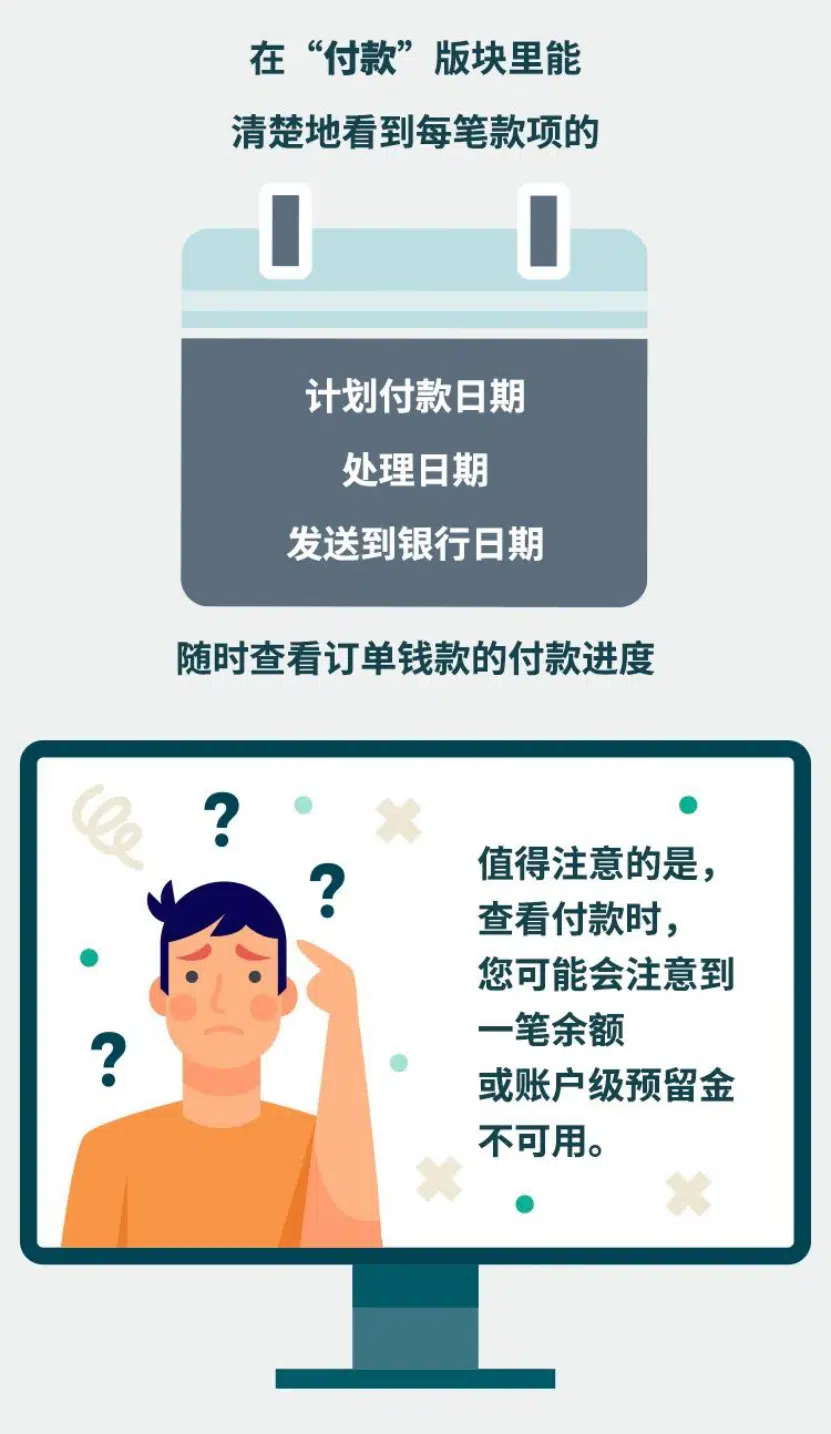 在“付款”版块里能
清楚地看到每笔款项的
计划付款日期
处理日期
发送到银行日期
随时查看订单钱款的付款进度
?
?
?
值得注意的是，
查看付款时，
您可能会注意到
一笔余额
或账户级预留金
不可用。